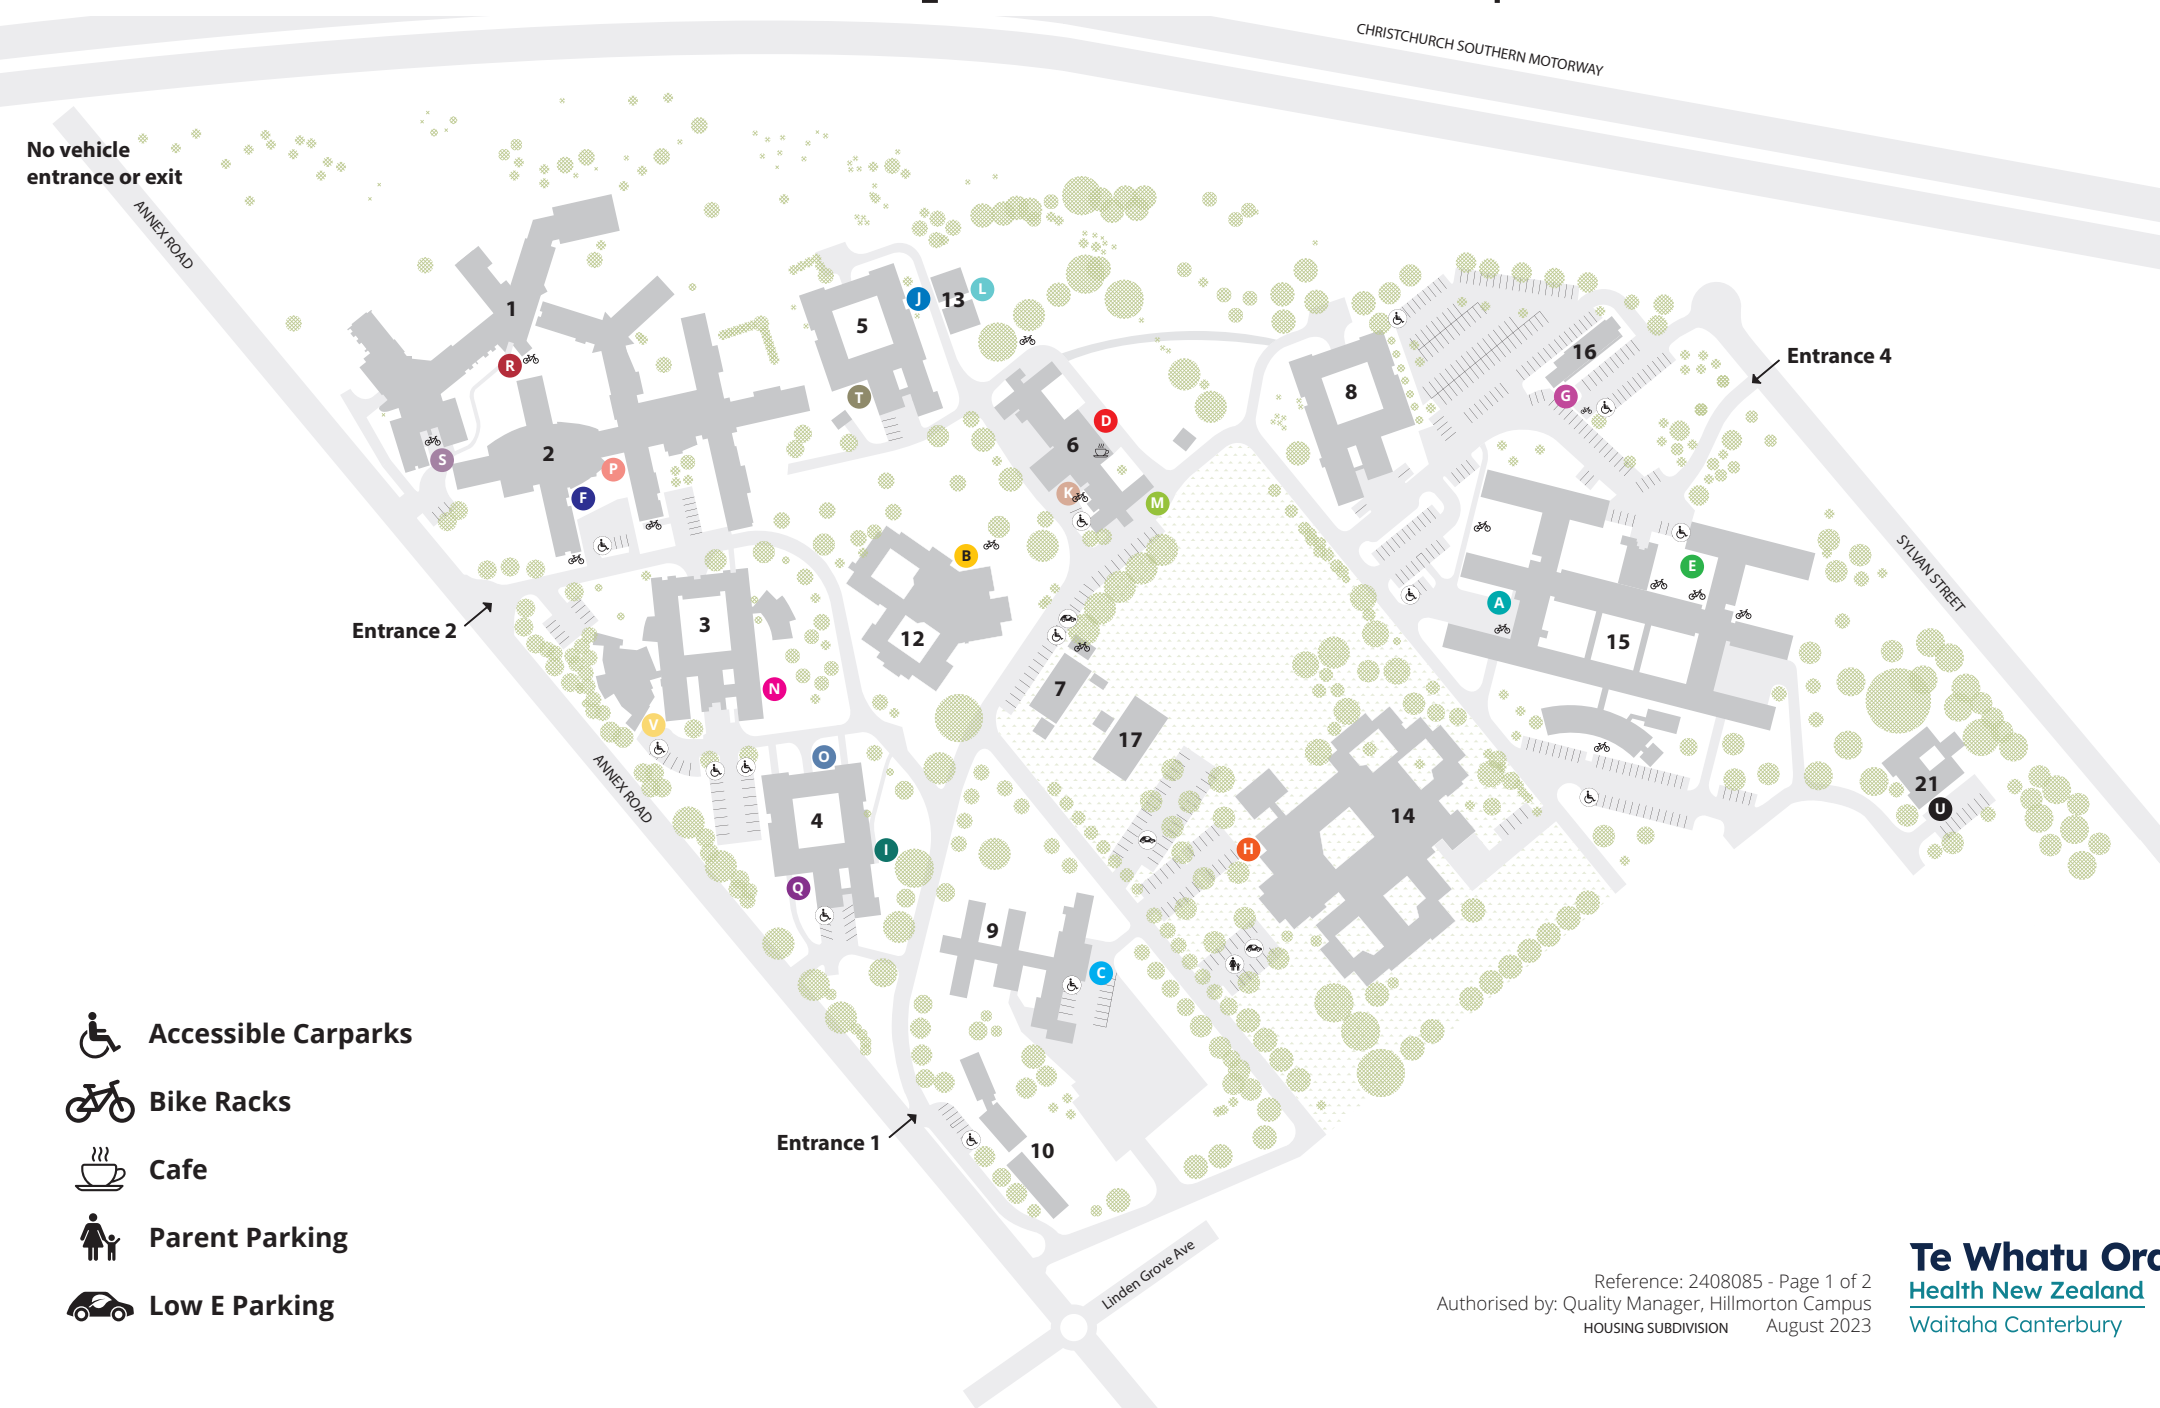 CHRISTCHURCH SOUTHERN MOTORWAY
No vehicle
entrance or exit
ANNEX ROAD
1
R
S
2
P
F
5
J
13
L
T
6
D
K
M
8
16
G
Entrance 4
SYLVAN STREET
B
12
E
A
15
Entrance 2
3
N
V
ANNEX ROAD
O
4
I
Q
7
17
14
H
21
U
9
C
10
Entrance 1
Linden Grove Ave
Accessible Carparks
Bike Racks
Cafe
Parent Parking
Low E Parking
Reference: 2408085 - Page 1 of 2
Authorised by: Quality Manager, Hillmorton Campus
HOUSING SUBDIVISION August 2023
Te Whatu
Health New Zealand
Waitaha Canterbury